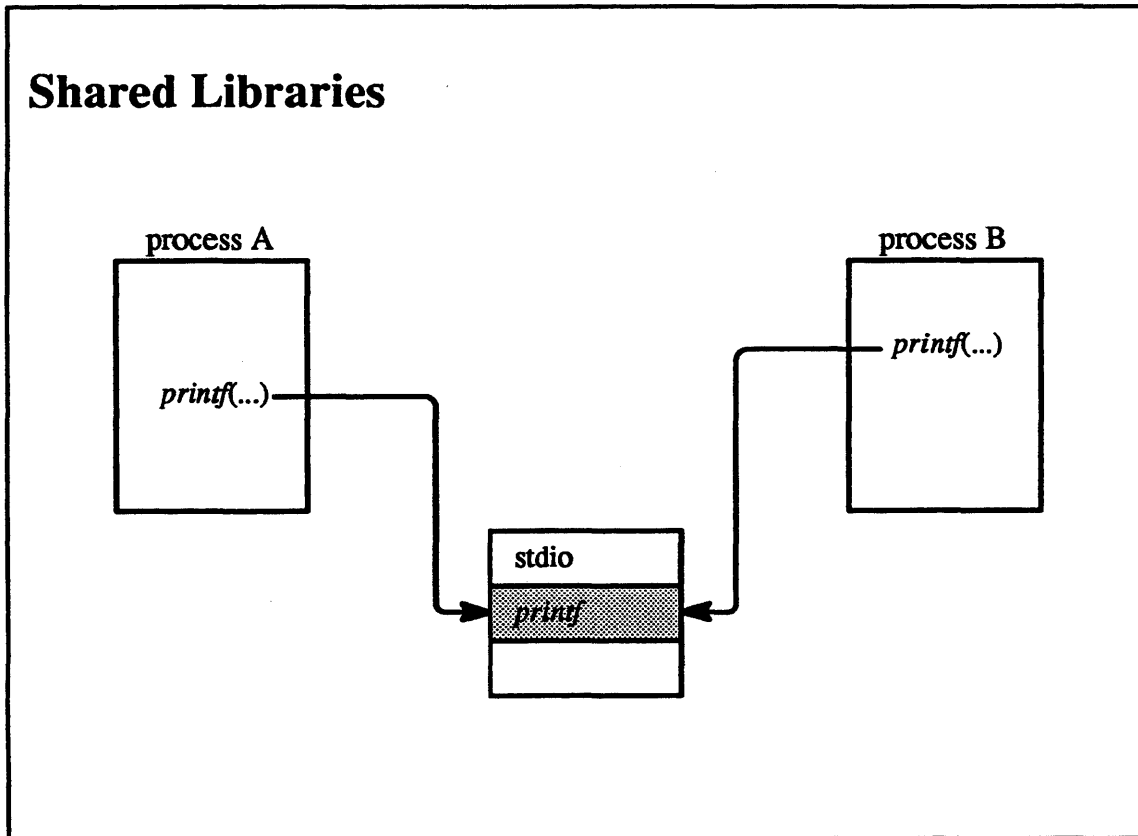 Shared Libraries
process A
process B
printf(...)
printf(...)
stdio
printf